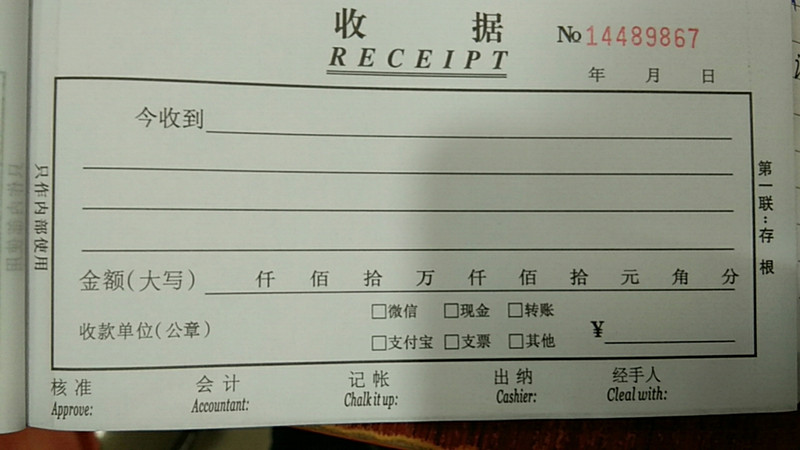 收 据
No 14489867
RECEIPT
年 月 日
今收到
金额(大写) 仟 佰 拾 万 仟 佰 拾 元 角 分
收款单位(公章)
□微信 □现金 □转账
□支付宝 □支票 □其他
¥
核 准 会 计 记 帐 出 纳 经手人
Approve: Accountant: Chalk it up: Cashier: Cleal with:
只作内部使用
第一联:存 根